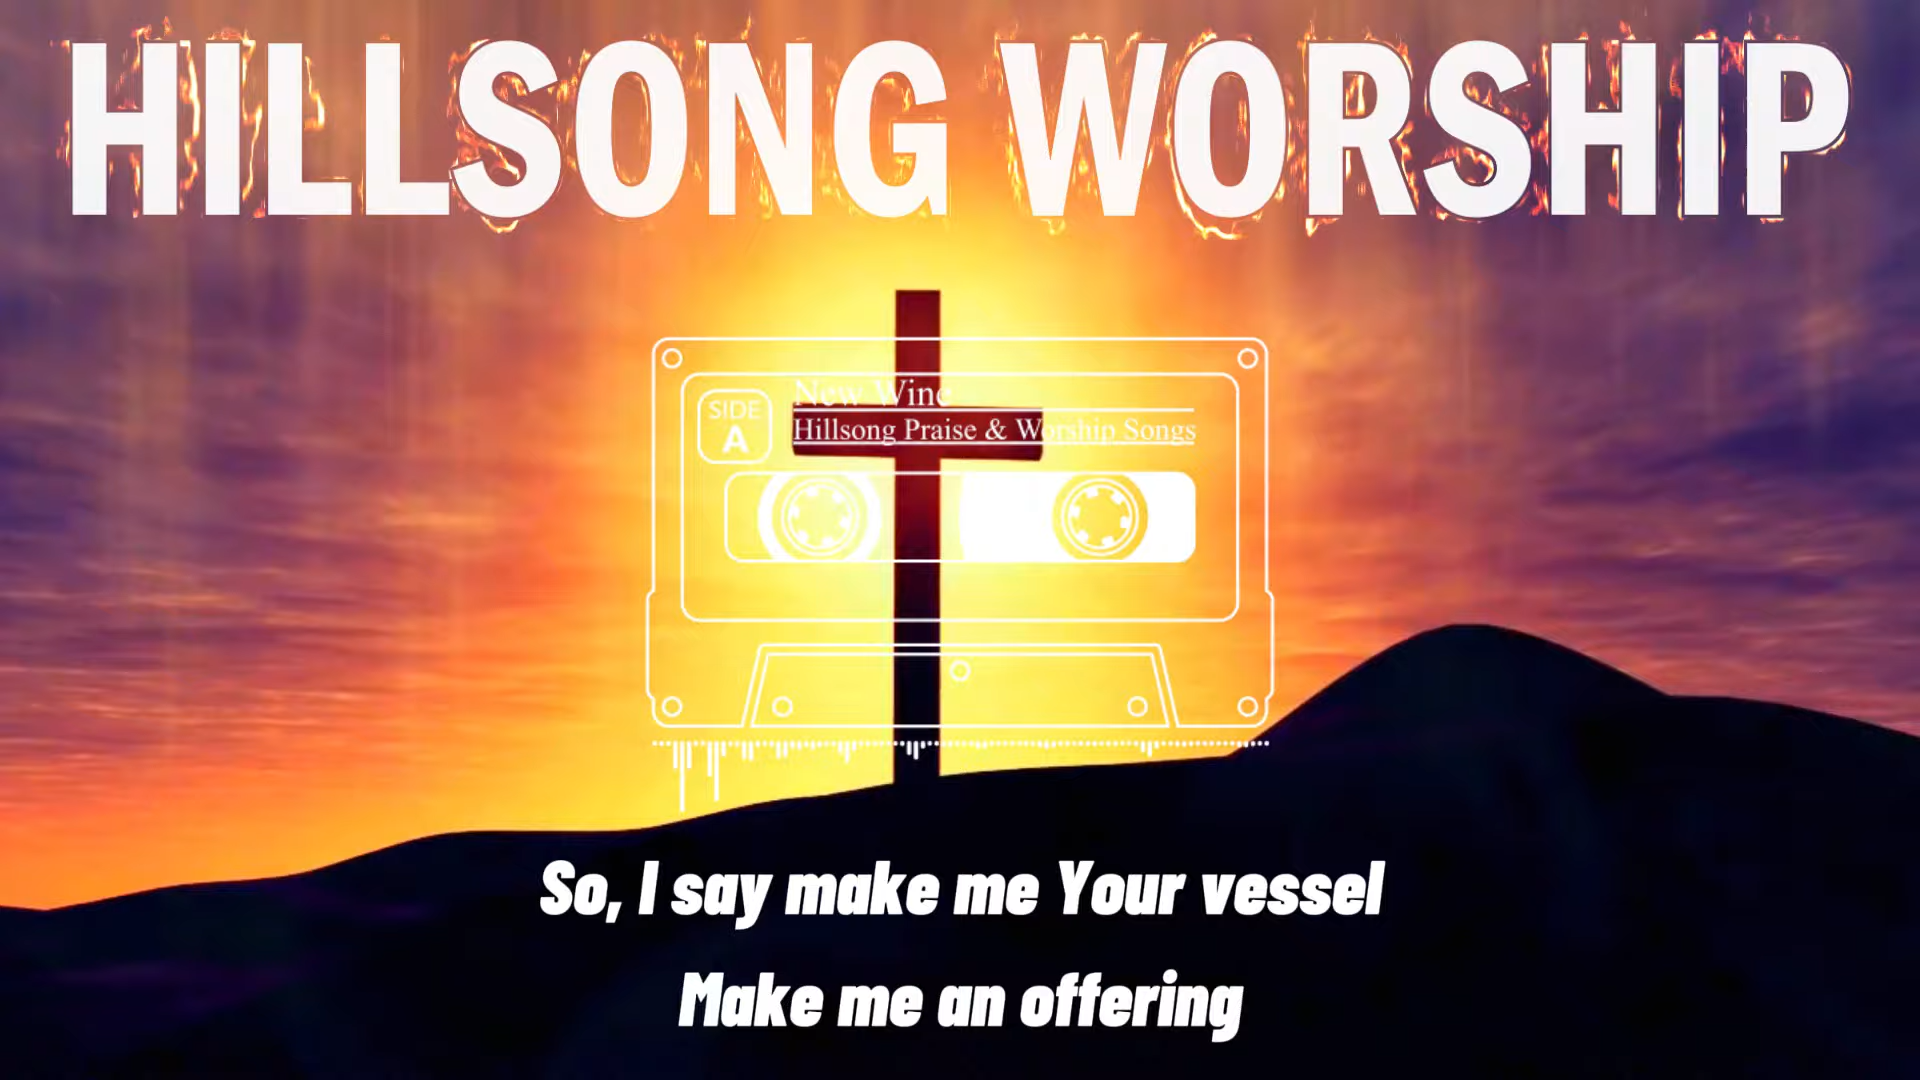 HILLSONG WORSHIP
New Wine
SIDE
A
Hillsong Praise & Worship Songs
So, I say make me Your vessel
Make me an offering